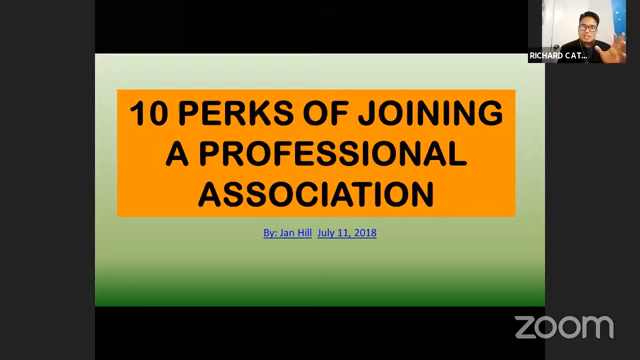 10 PERKS OF JOINING
A PROFESSIONAL
ASSOCIATION
By: Jan Hill July 11, 2018
RICHARD CAT...
zoom